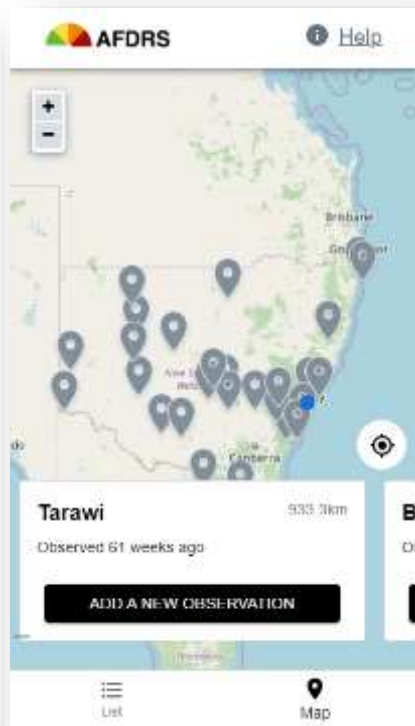 AFDRS
Help
+
−
Brisbane
Canberra
Tarawi
933.3km
Observed 61 weeks ago
ADD A NEW OBSERVATION
B
List
Map